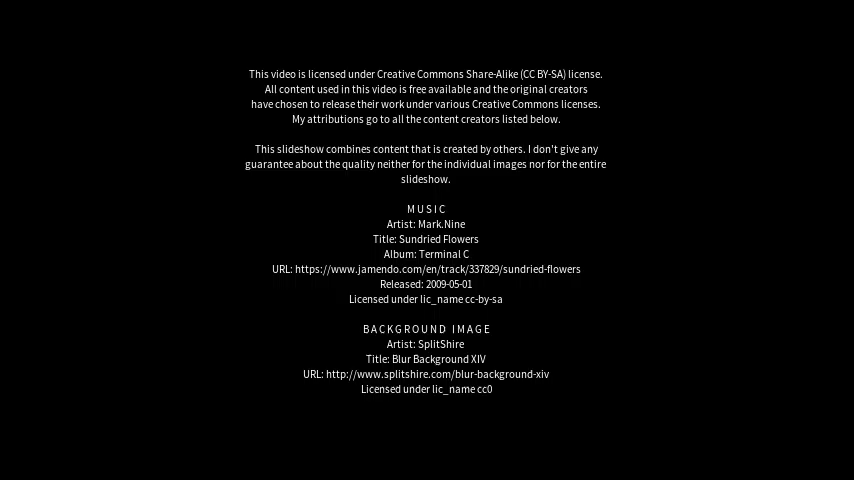 This video is licensed under Creative Commons Share-Alike (CC BY-SA) license.
All content used in this video is free available and the original creators
have chosen to release their work under various Creative Commons licenses.
My attributions go to all the content creators listed below.
This slideshow combines content that is created by others. I don't give any
guarantee about the quality neither for the individual images nor for the entire
slideshow.
MUSIC
Artist: Mark.Nine
Title: Sundried Flowers
Album: Terminal C
URL: https://www.jamendo.com/en/track/337829/sundried-flowers
Released: 2009-05-01
Licensed under lic_name cc-by-sa
BACKGROUND IMAGE
Artist: SplitShire
Title: Blur Background XIV
URL: http://www.splitshire.com/blur-background-xiv
Licensed under lic_name cc0